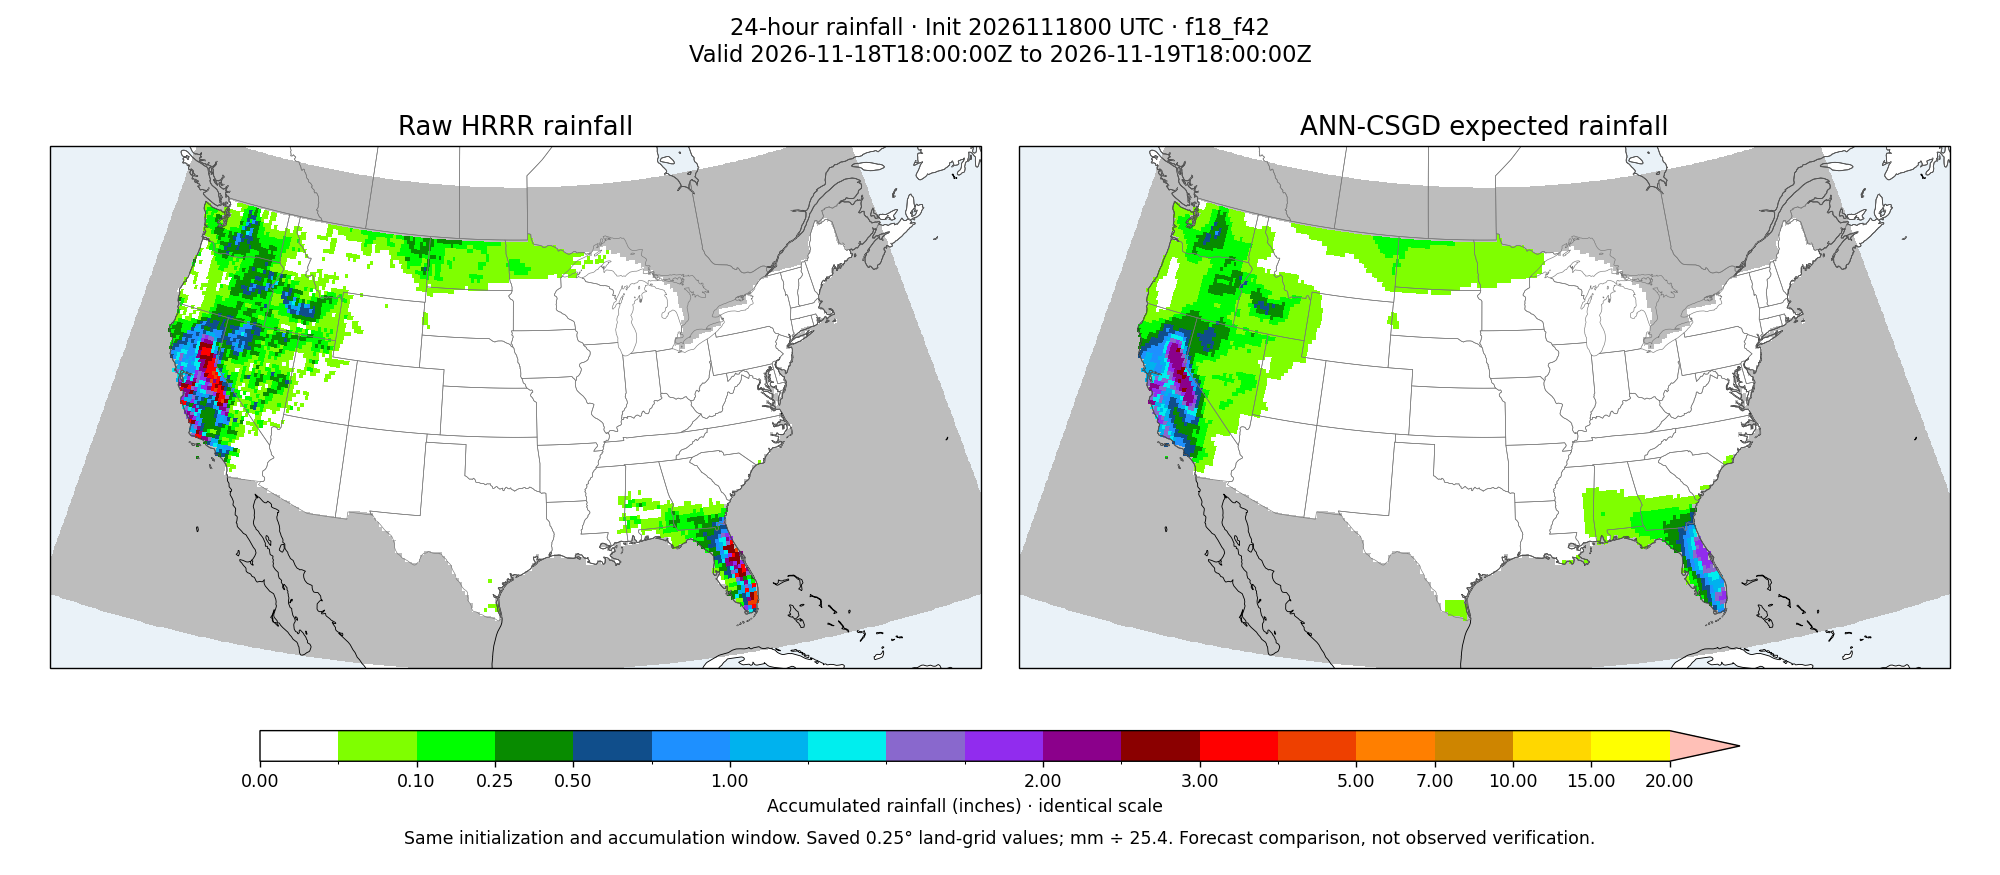 24-hour rainfall · Init 2026111800 UTC · f18_f42
Valid 2026-11-18T18:00:00Z to 2026-11-19T18:00:00Z
Raw HRRR rainfall
ANN-CSGD expected rainfall
0.00 0.10 0.25 0.50 1.00 2.00 3.00 5.00 7.00 10.00 15.00 20.00
Accumulated rainfall (inches) · identical scale
Same initialization and accumulation window. Saved 0.25° land-grid values; mm ÷ 25.4. Forecast comparison, not observed verification.